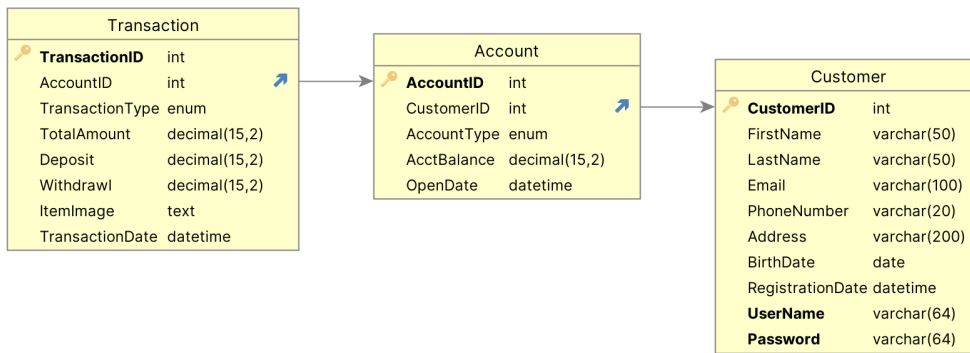 Transaction
TransactionID int
AccountID int
TransactionType enum
TotalAmount decimal(15,2)
Deposit decimal(15,2)
Withdrawl decimal(15,2)
ItemImage text
TransactionDate datetime
Account
AccountID int
CustomerID int
AccountType enum
AcctBalance decimal(15,2)
OpenDate datetime
Customer
CustomerID int
FirstName varchar(50)
LastName varchar(50)
Email varchar(100)
PhoneNumber varchar(20)
Address varchar(200)
BirthDate date
RegistrationDate datetime
UserName varchar(64)
Password varchar(64)